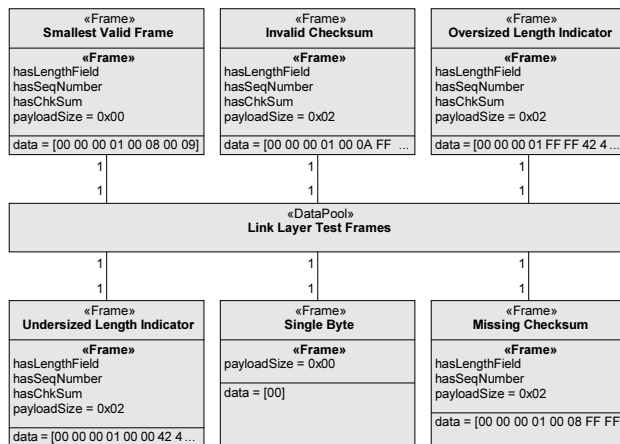 «Frame»
Smallest Valid Frame
«Frame»
hasLengthField
hasSeqNumber
hasChkSum
payloadSize = 0x00
data = [00 00 00 01 00 08 00 09]
«Frame»
Invalid Checksum
«Frame»
hasLengthField
hasSeqNumber
hasChkSum
payloadSize = 0x02
data = [00 00 00 01 00 0A FF ...
«Frame»
Oversized Length Indicator
«Frame»
hasLengthField
hasSeqNumber
hasChkSum
payloadSize = 0x02
data = [00 00 00 01 FF FF 42 4 ...
1
1
1
1
1
1
«DataPool»
Link Layer Test Frames
1
1
1
1
1
1
«Frame»
Undersized Length Indicator
«Frame»
hasLengthField
hasSeqNumber
hasChkSum
payloadSize = 0x02
data = [00 00 00 01 00 00 42 4 ...
«Frame»
Single Byte
«Frame»
payloadSize = 0x00
data = [00]
«Frame»
Missing Checksum
«Frame»
hasLengthField
hasSeqNumber
payloadSize = 0x02
data = [00 00 00 01 00 08 FF FF]